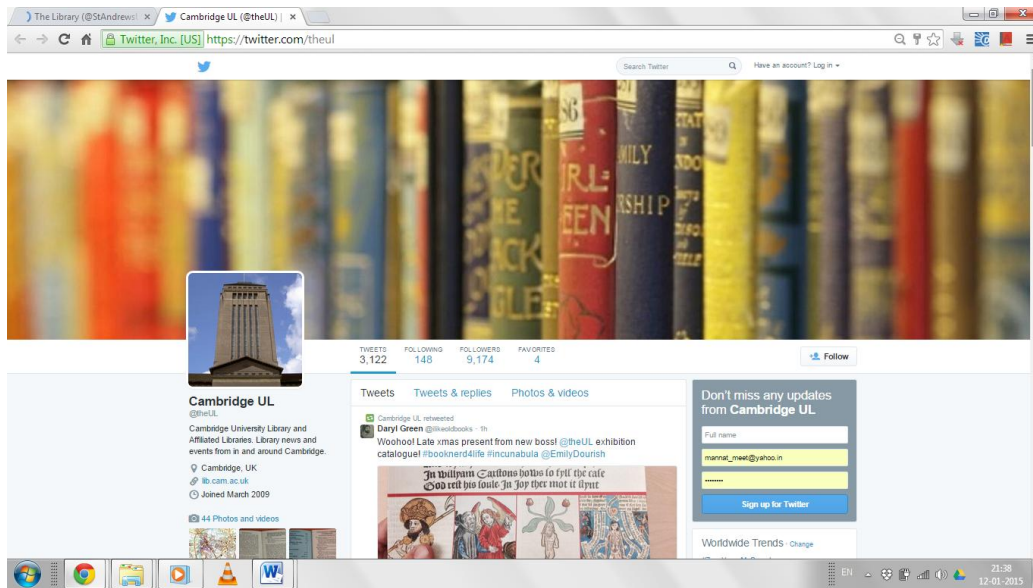 The Library (@StAndrews
Cambridge UL (@theUL) |
Twitter, Inc. [US] https://twitter.com/theul
Search Twitter
Have an account? Log in
86
GIRL
MILY
RSHIP
TWEETS FOLLOWING FOLLOWERS FAVORITES
3,122 148 9,174 4
Follow
Cambridge UL
@theUL
Cambridge University Library and
Affiliated Libraries. Library news and
events from in and around Cambridge.
Cambridge, UK
lib.cam.ac.uk
Joined March 2009
44 Photos and videos
Tweets Tweets & replies Photos & videos
Cambridge UL retweeted
Daryl Green @ilikeoldbooks · 1h
Woohoo! Late xmas present from new boss! @theUL exhibition
catalogue! #booknerd4life #incunabula @EmilyDourish
Don't miss any updates
from Cambridge UL
Full name
mannat_meet@yahoo.in
Sign up for Twitter
Worldwide Trends · Change
EN
21:38
12-01-2015